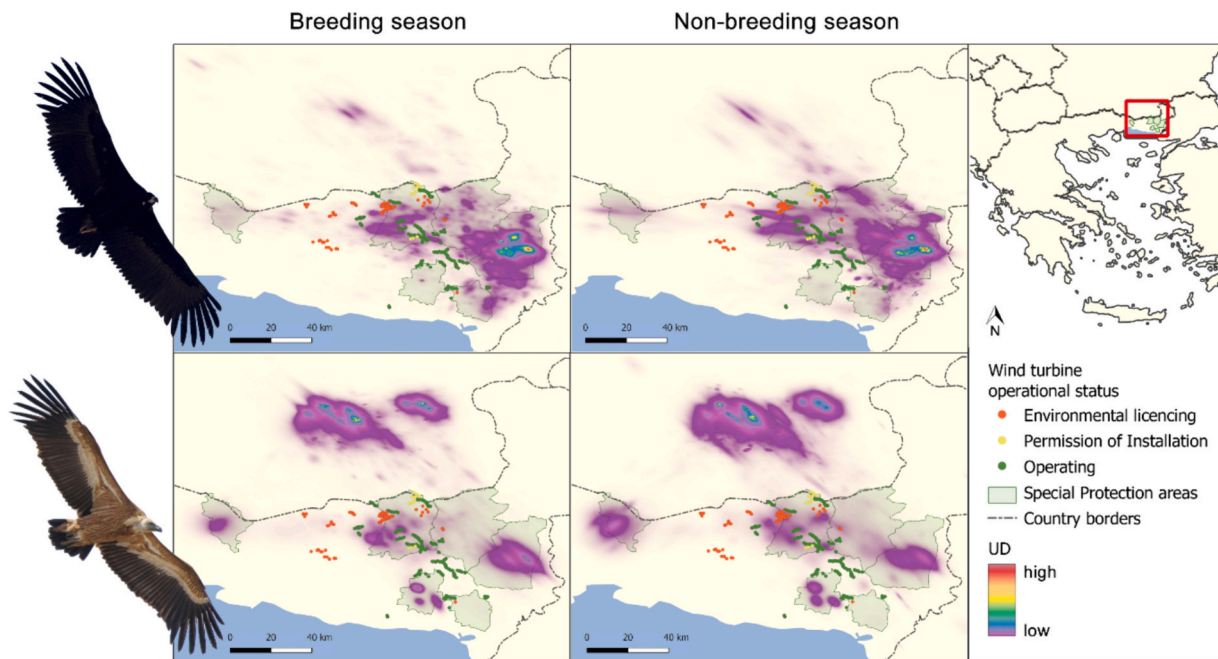 Breeding season
Non-breeding season
0 20 40 km
0 20 40 km
N
0 20 40 km
0 20 40 km
Wind turbine
operational status
Environmental licencing
Permission of Installation
Operating
Special Protection areas
Country borders
UD
high
low